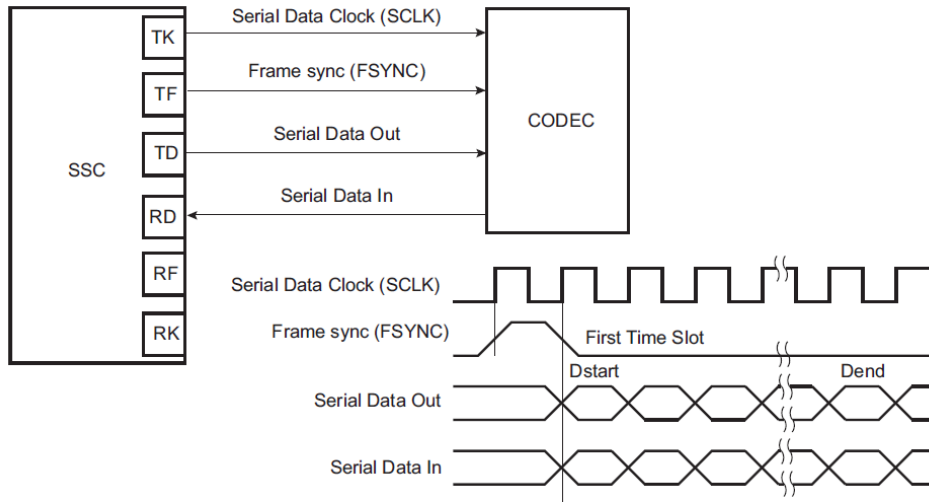 Serial Data Clock (SCLK)
TK
Frame sync (FSYNC)
TF
CODEC
Serial Data Out
TD
SSC
Serial Data In
RD
RF
Serial Data Clock (SCLK)
RK
Frame sync (FSYNC)
First Time Slot
Dstart
Dend
Serial Data Out
Serial Data In